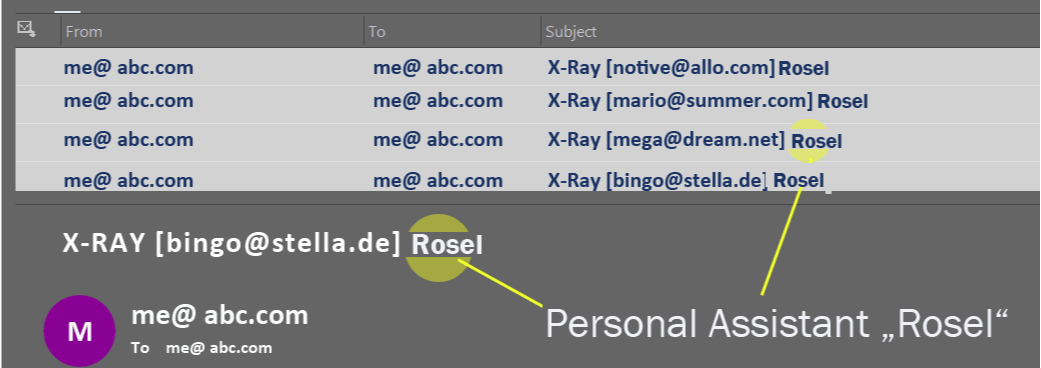 From To Subject
me@ abc.com me@ abc.com X-Ray [notive@allo.com] Rosel
me@ abc.com me@ abc.com X-Ray [mario@summer.com] Rosel
me@ abc.com me@ abc.com X-Ray [mega@dream.net] Rosel
me@ abc.com me@ abc.com X-Ray [bingo@stella.de] Rosel
X-RAY [bingo@stella.de] Rosel
M
me@ abc.com
To me@ abc.com
Personal Assistant „Rosel“